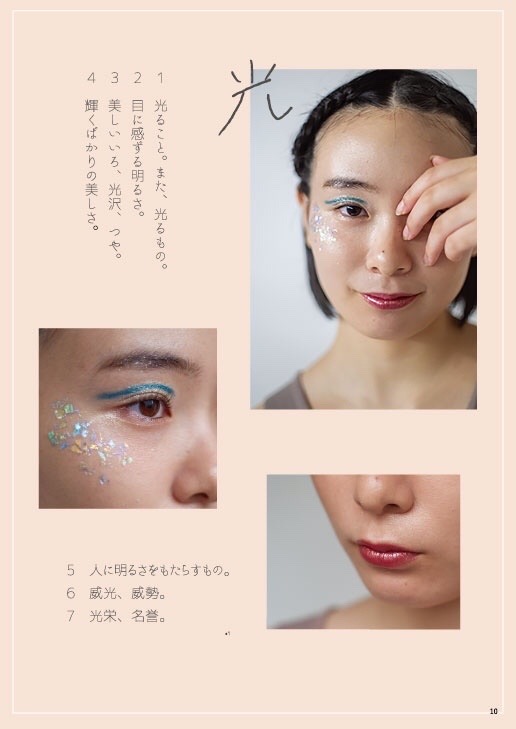 光
1 光ること。また、光るもの。
2 目に感ずる明るさ。
3 美しいいろ、光沢、つや。
4 輝くばかりの美しさ。
5 人に明るさをもたらすもの。
6 威光、威勢。
7 光栄、名誉。
*1
10